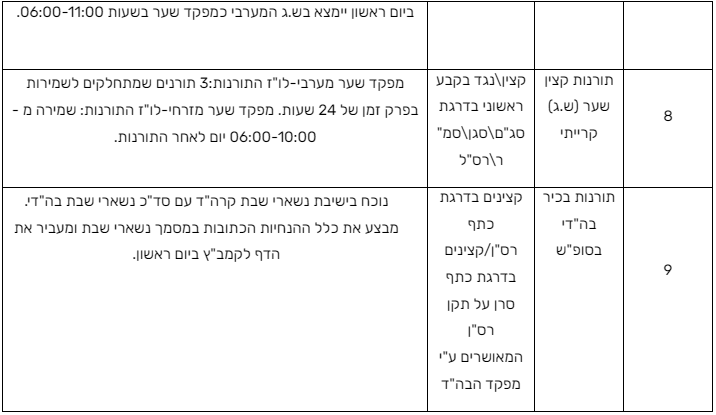 ביום ראשון יימצא בש.ג המערבי כמפקד שער בשעות 06:00-11:00.
8
תורנות קצין
שער (ש.ג)
קרייתי
קצין\נגד בקבע
ראשוני בדרגת
סג"ם\סגן\סמ"
ר\רס"ל
מפקד שער מערבי-לו"ז התורנות:3 תורנים שמתחלקים לשמירות
בפרק זמן של 24 שעות. מפקד שער מזרחי-לו"ז התורנות: שמירה מ -
06:00-10:00 יום לאחר התורנות.
9
תורנות בכיר
בה"די
בסופ"ש
קצינים בדרגת
כתף
רס"ן/קצינים
בדרגת כתף
סרן על תקן
רס"ן
המאושרים ע"י
מפקד הבה"ד
נוכח בישיבת נשארי שבת קרה"ד עם סד"כ נשארי שבת בה"די.
מבצע את כלל ההנחיות הכתובות במסמך נשארי שבת ומעביר את
הדף לקמב"ץ ביום ראשון.